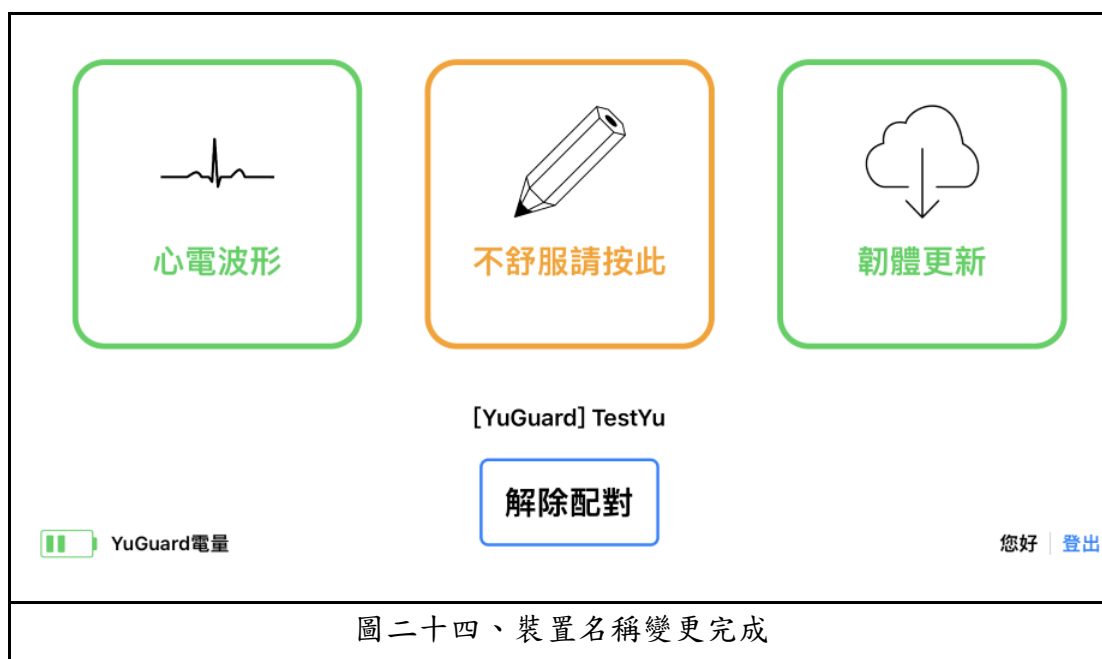 心電波形
不舒服請按此
韌體更新
[YuGuard] TestYu
解除配對
YuGuard電量
您好 登出
圖二十四、裝置名稱變更完成